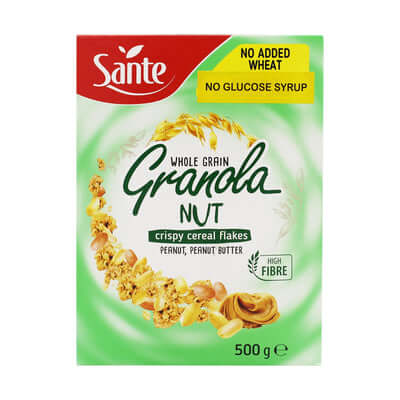 Sante
NO ADDED
WHEAT
NO GLUCOSE SYRUP
WHOLE GRAIN
Granola
NUT
crispy cereal flakes
PEANUT, PEANUT BUTTER
HIGH
FIBRE
500 g ℮